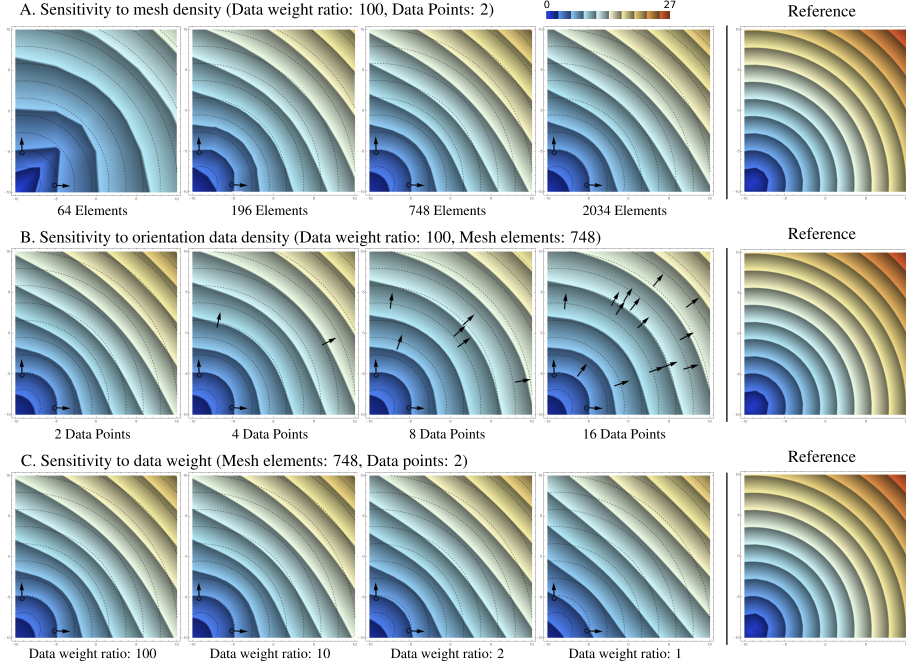 A. Sensitivity to mesh density (Data weight ratio: 100, Data Points: 2)
0 27
Reference
64 Elements
196 Elements
748 Elements
2034 Elements
B. Sensitivity to orientation data density (Data weight ratio: 100, Mesh elements: 748)
Reference
2 Data Points
4 Data Points
8 Data Points
16 Data Points
C. Sensitivity to data weight (Mesh elements: 748, Data points: 2)
Reference
Data weight ratio: 100
Data weight ratio: 10
Data weight ratio: 2
Data weight ratio: 1